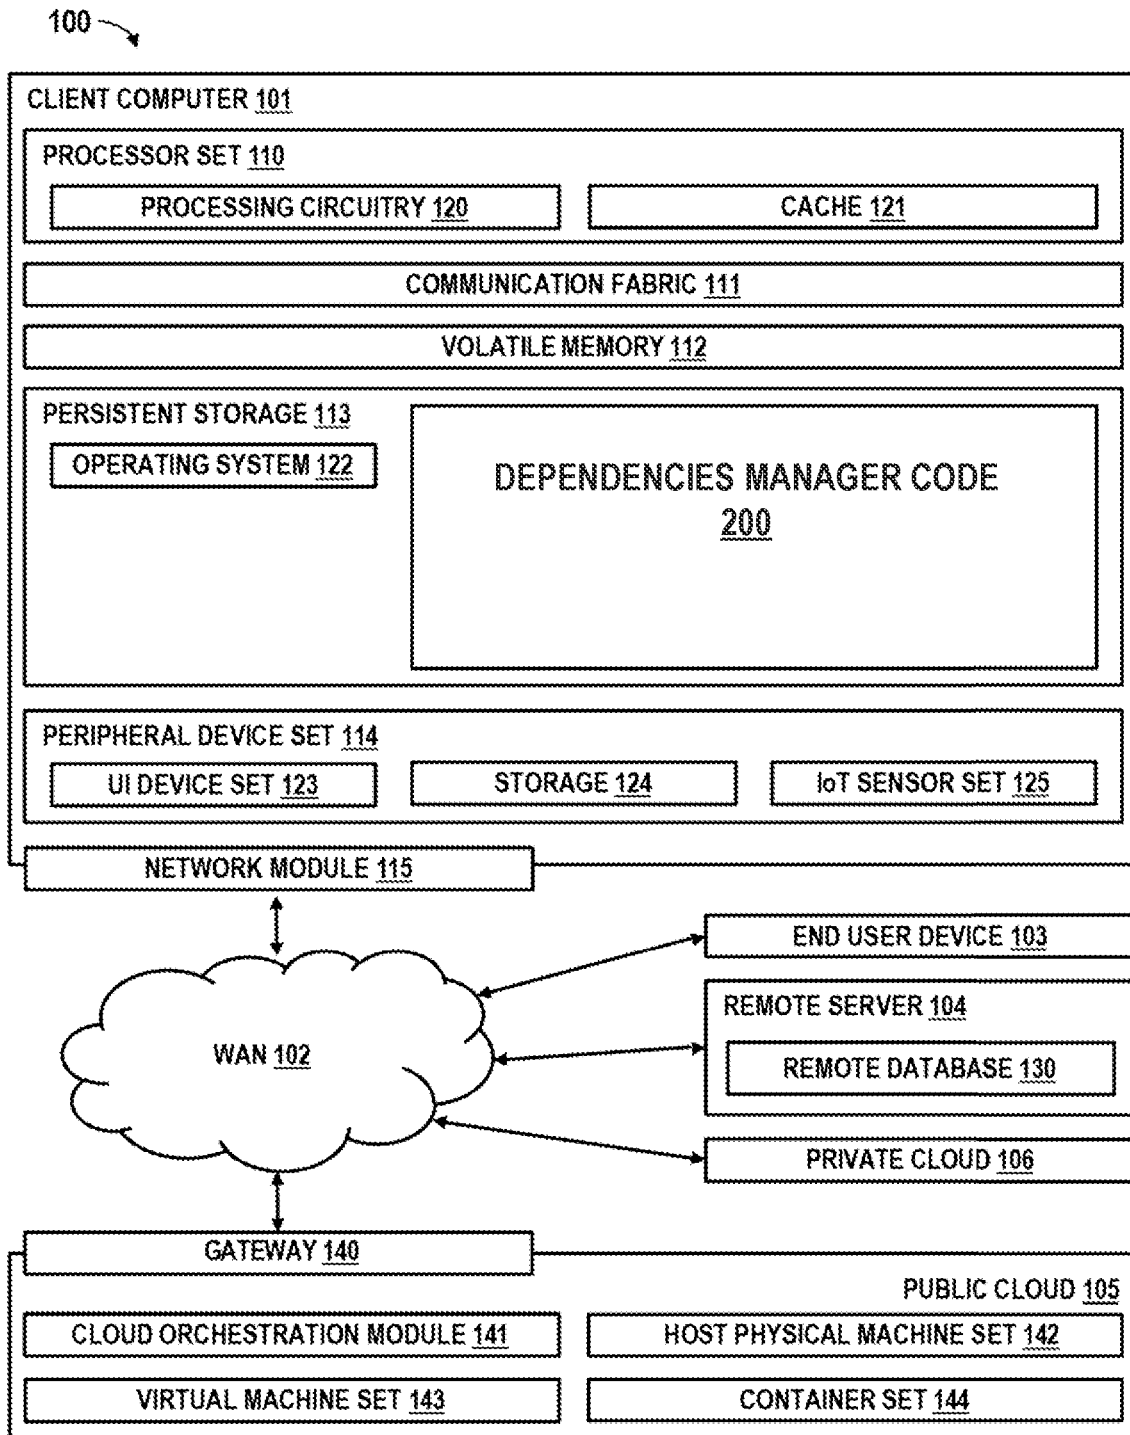 100
CLIENT COMPUTER 101
PROCESSOR SET 110
PROCESSING CIRCUITRY 120
CACHE 121
COMMUNICATION FABRIC 111
VOLATILE MEMORY 112
PERSISTENT STORAGE 113
OPERATING SYSTEM 122
DEPENDENCIES MANAGER CODE
200
PERIPHERAL DEVICE SET 114
UI DEVICE SET 123
STORAGE 124
IoT SENSOR SET 125
NETWORK MODULE 115
END USER DEVICE 103
REMOTE SERVER 104
WAN 102
REMOTE DATABASE 130
PRIVATE CLOUD 106
GATEWAY 140
PUBLIC CLOUD 105
CLOUD ORCHESTRATION MODULE 141
HOST PHYSICAL MACHINE SET 142
VIRTUAL MACHINE SET 143
CONTAINER SET 144